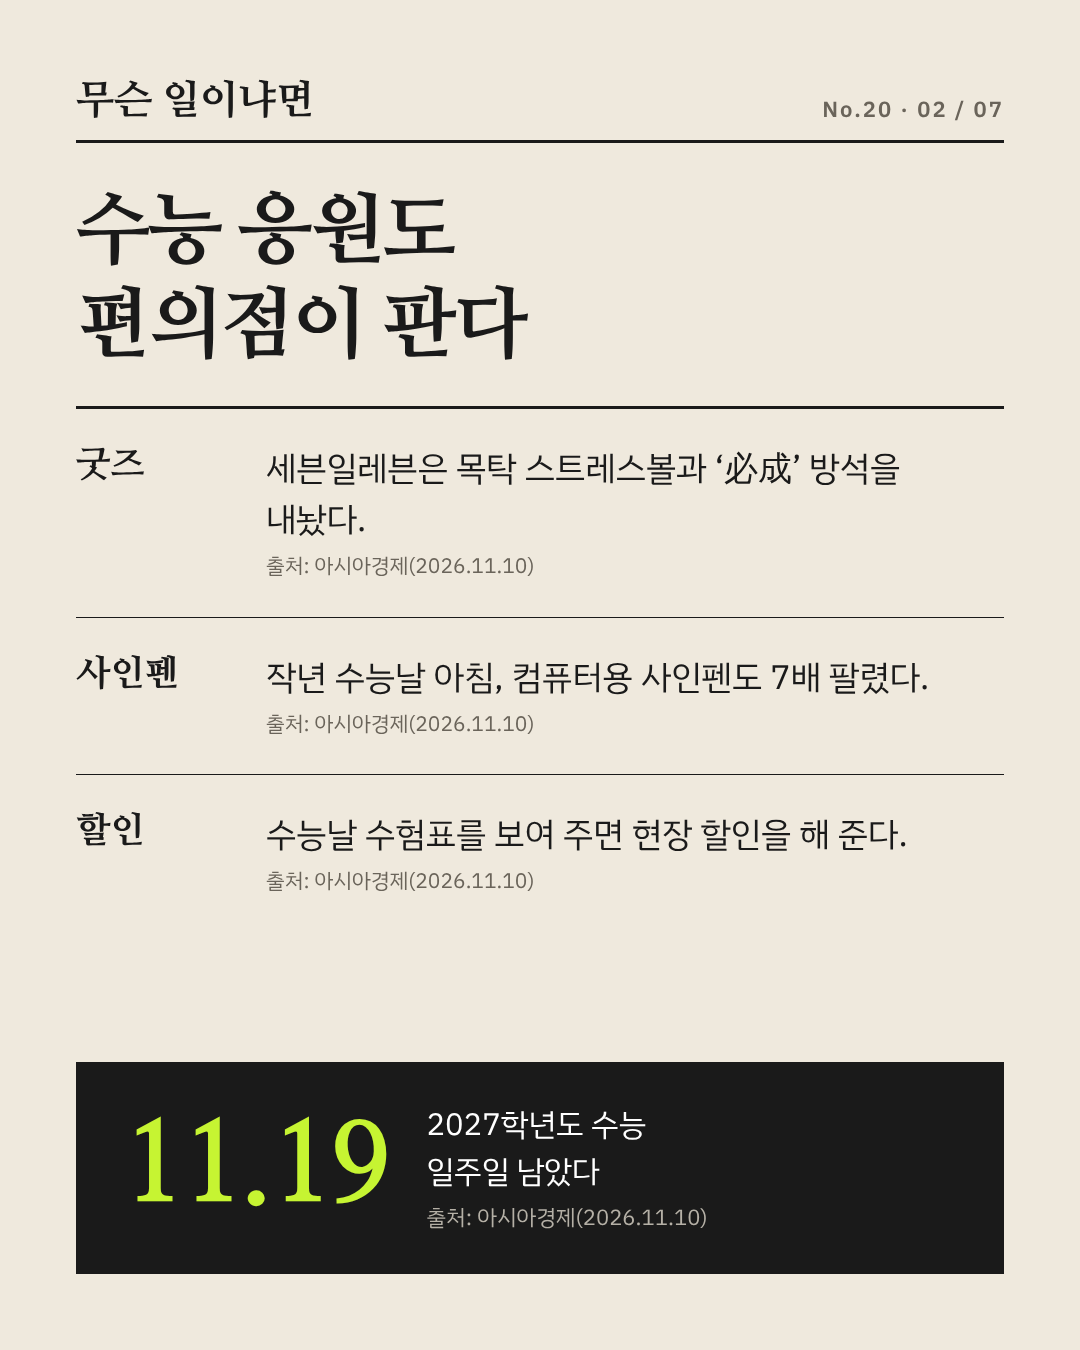 무슨 일이냐면
No.20 · 02 / 07
수능 응원도
편의점이 판다
굿즈
세븐일레븐은 목탁 스트레스볼과 ‘必成’ 방석을
내놨다.
출처: 아시아경제(2026.11.10)
사인펜
작년 수능날 아침, 컴퓨터용 사인펜도 7배 팔렸다.
출처: 아시아경제(2026.11.10)
할인
수능날 수험표를 보여 주면 현장 할인을 해 준다.
출처: 아시아경제(2026.11.10)
11.19
2027학년도 수능
일주일 남았다
출처: 아시아경제(2026.11.10)